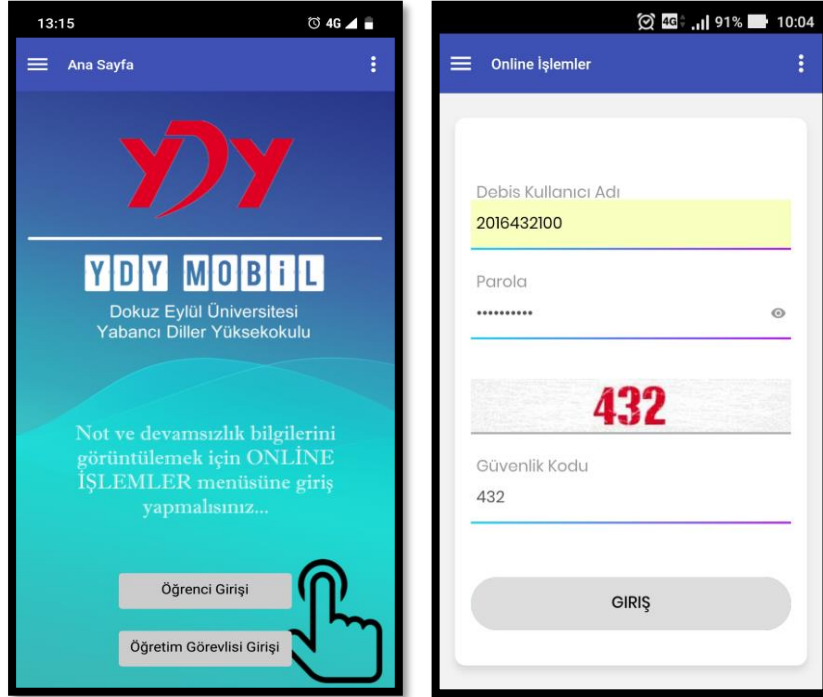 13:15
4G
Ana Sayfa
YDY
YDY MOBiL
Dokuz Eylül Üniversitesi
Yabancı Diller Yüksekokulu
Not ve devamsızlık bilgilerini
görüntülemek için ONLİNE
İŞLEMLER menüsüne giriş
yapmalısınız...
Öğrenci Girişi
Öğretim Görevlisi Girişi
4G 91% 10:04
Online İşlemler
Debis Kullanıcı Adı
2016432100
Parola
••••••••••
432
Güvenlik Kodu
432
GIRIŞ